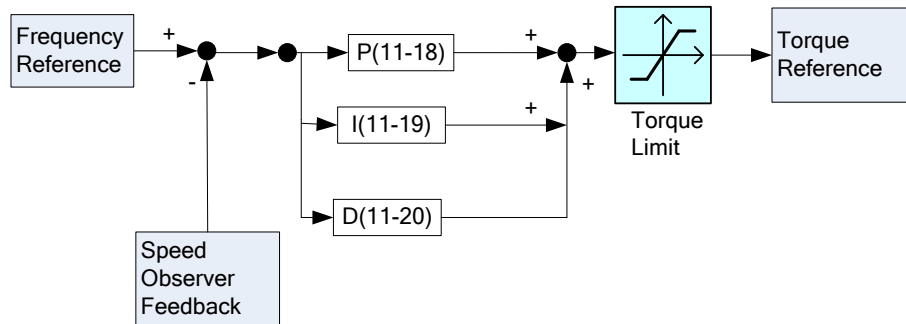 Frequency
Reference
+
-
P(11-18)
+
+
I(11-19)
+
D(11-20)
Torque
Limit
Torque
Reference
Speed
Observer
Feedback